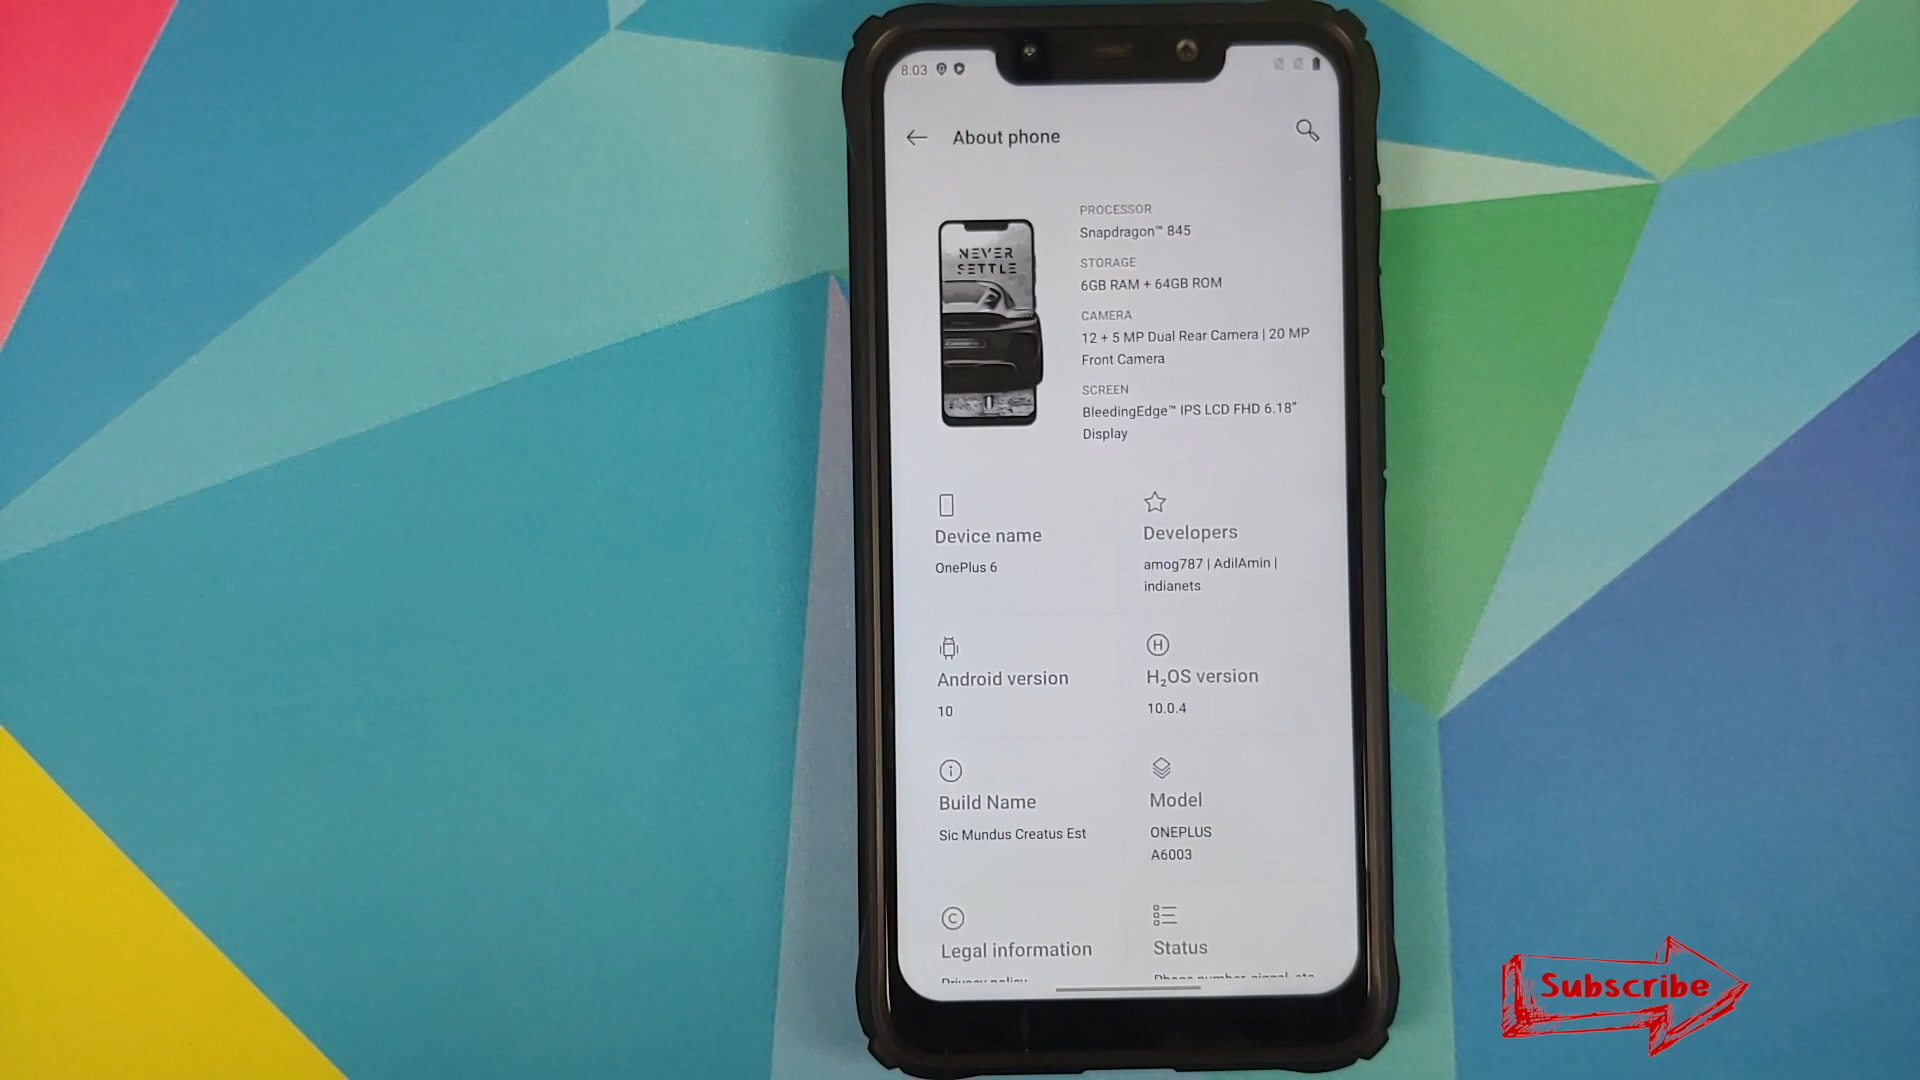 8.03
About phone
PROCESSOR
Snapdragon™ 845
STORAGE
6GB RAM + 64GB ROM
CAMERA
12 + 5 MP Dual Rear Camera | 20 MP
Front Camera
SCREEN
BleedingEdge™ IPS LCD FHD 6.18"
Display
NEVER
SETTLE
Device name
OnePlus 6
Developers
amog787 | AdilAmin |
indianets
Android version
10
H₂OS version
10.0.4
Build Name
Sic Mundus Creatus Est
Model
ONEPLUS
A6003
Legal information
Privacy policy
Status
Phone number, signal, etc
Subscribe